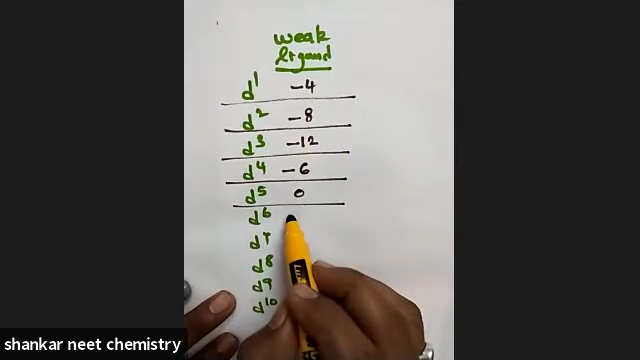 weak
ligand
d¹ -4
d² -8
d³ -12
d⁴ -6
d⁵ 0
d⁶
d⁷
d⁸
d⁹
d¹⁰
shankar neet chemistry